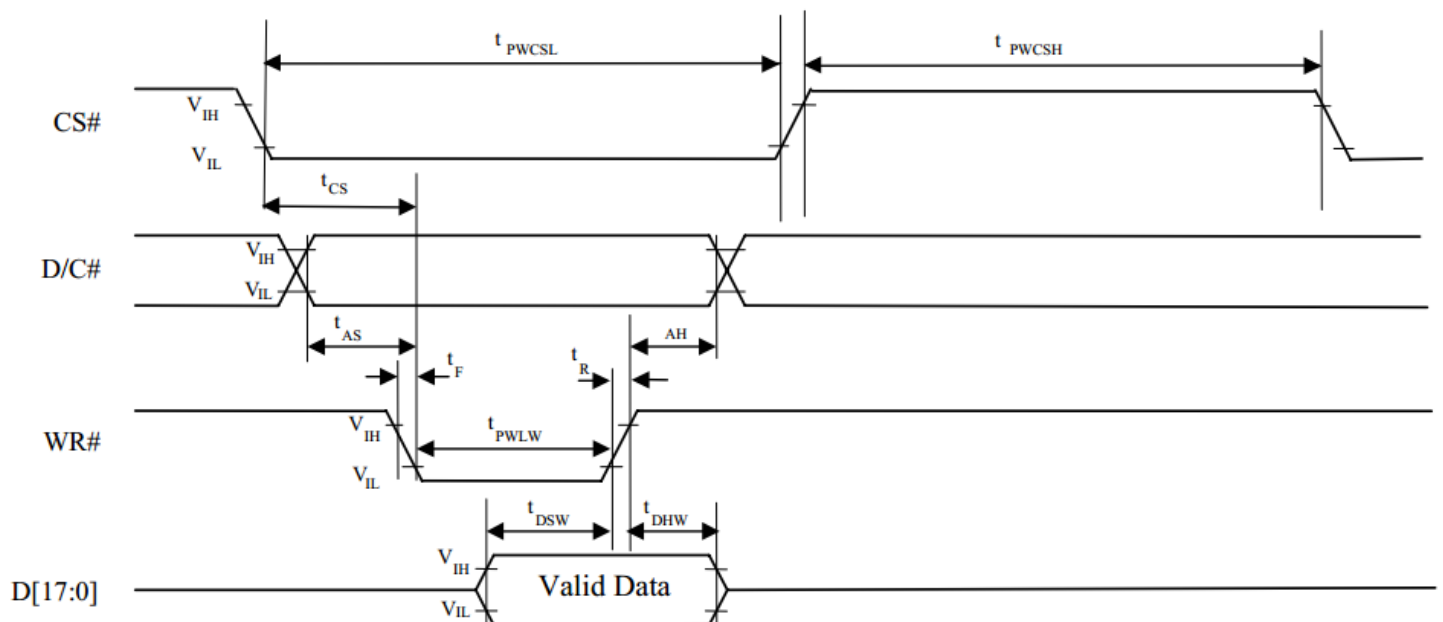 t PWCSL
t PWCSH
CS#
V IH
V IL
t CS
D/C#
V IH
V IL
t AS
t F
t R
AH
WR#
V IH
V IL
t PWLW
t DSW
t DHW
D[17:0]
V IH
V IL
Valid Data